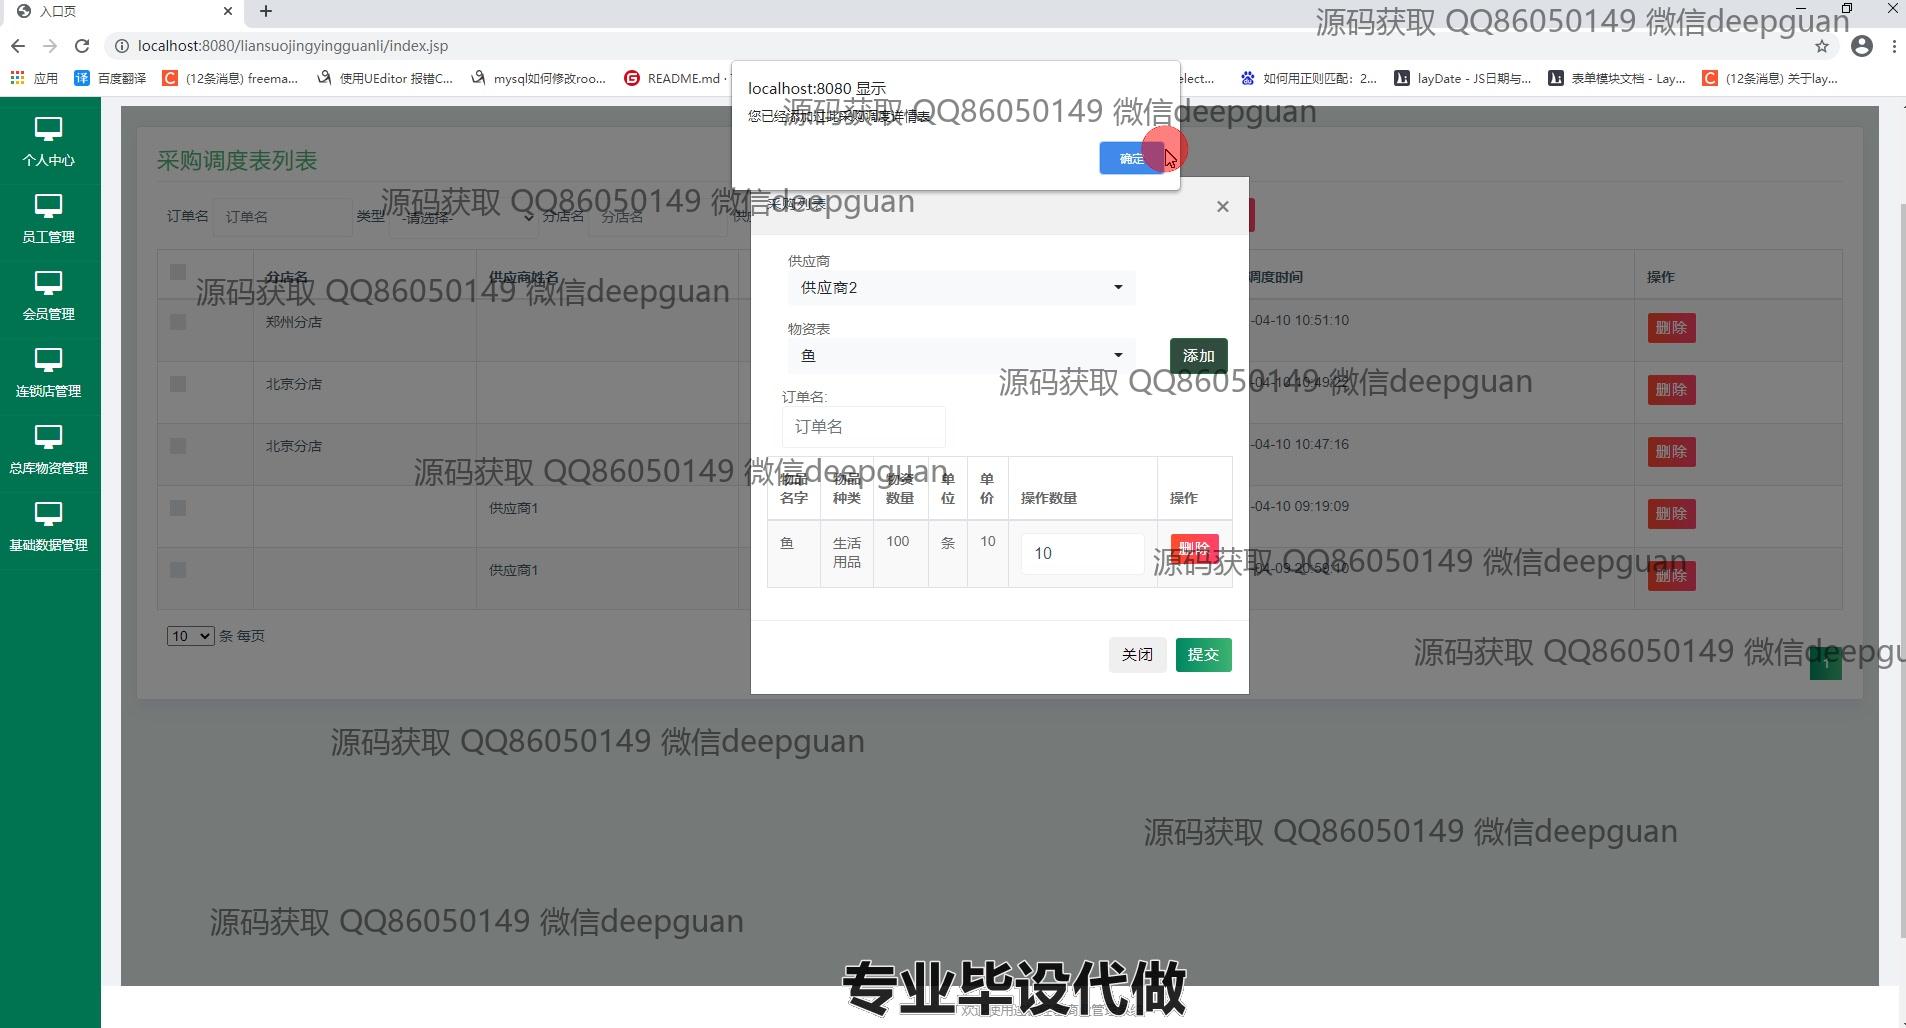 入口页
源码获取 QQ86050149 微信deepguan
localhost:8080/liansuojingyingguanli/index.jsp
应用
译
百度翻译
(12条消息) freema...
使用UEditor 报错C...
mysql如何修改roo...
README.md ·
elect...
如何用正则匹配：2...
layDate - JS日期与...
表单模块文档 - Lay...
(12条消息) 关于lay...
localhost:8080 显示
您已经添加过此采购调度详情表
源码获取 QQ86050149 微信deepguan
确定
个人中心
员工管理
会员管理
连锁店管理
总库物资管理
基础数据管理
采购调度表列表
源码获取 QQ86050149 微信deepguan
订单名
订单名
类型
-请选择-
分店名
分店名
采购列表
×
分店名
供应商姓名
调度时间
操作
源码获取 QQ86050149 微信deepguan
郑州分店
-04-10 10:51:10
删除
北京分店
-04-10 10:49:22
删除
北京分店
-04-10 10:47:16
删除
供应商1
-04-10 09:19:09
删除
供应商1
-04-09 20:59:10
删除
10
条 每页
1
供应商
供应商2
物资表
鱼
添加
源码获取 QQ86050149 微信deepguan
订单名:
订单名
源码获取 QQ86050149 微信deepguan
物品名字
物品种类
物资数量
单位
单价
操作数量
操作
鱼
生活用品
100
条
10
10
删除
源码获取 QQ86050149 微信deepguan
关闭
提交
源码获取 QQ86050149 微信deepgu
源码获取 QQ86050149 微信deepguan
源码获取 QQ86050149 微信deepguan
源码获取 QQ86050149 微信deepguan
专业毕设代做